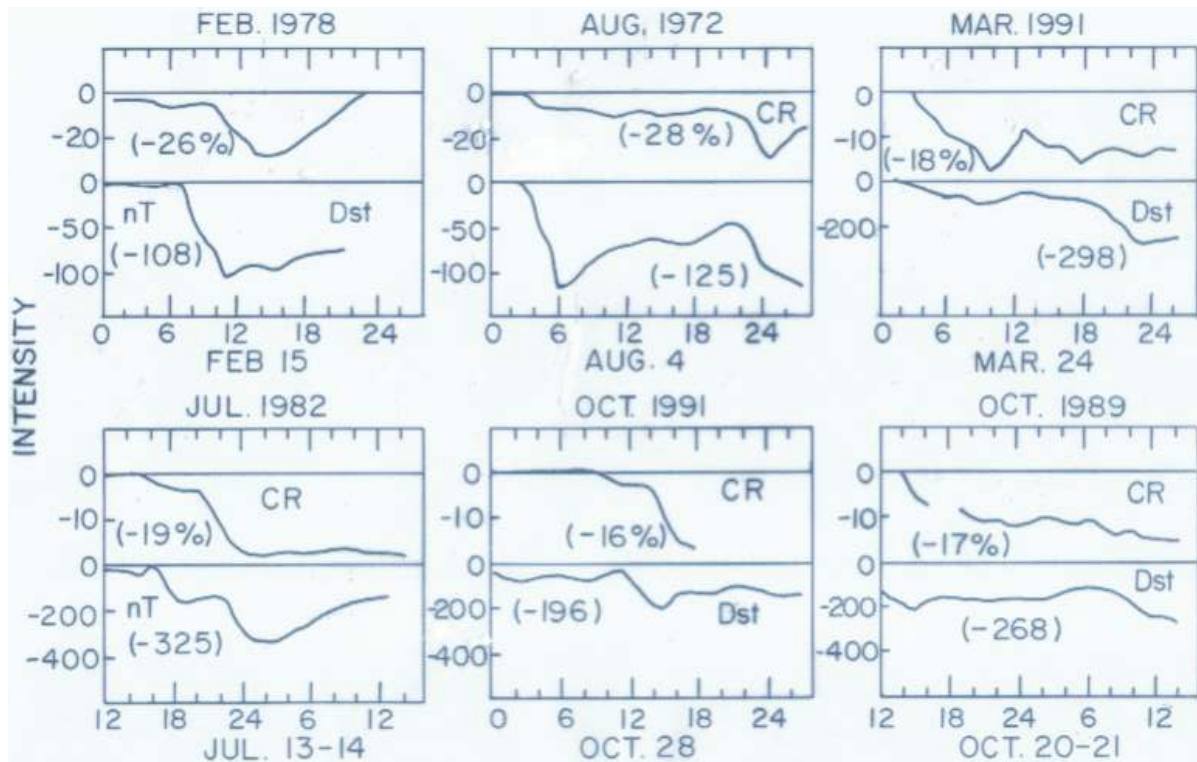 INTENSITY
FEB. 1978
0
-20
(-26%)
0
-50
-100
nT
(-108)
Dst
0 6 12 18 24
FEB 15
AUG, 1972
0
-20
CR
(-28%)
0
-50
-100
(-125)
0 6 12 18 24
AUG. 4
MAR. 1991
0
-10
CR
(-18%)
0
-200
Dst
(-298)
0 6 12 18 24
MAR. 24
JUL. 1982
0
-10
CR
(-19%)
0
-200
-400
nT
(-325)
12 18 24 6 12
JUL. 13-14
OCT. 1991
0
-10
CR
(-16%)
0
-200
-400
(-196)
Dst
0 6 12 18 24
OCT. 28
OCT. 1989
0
-10
CR
(-17%)
0
-200
-400
Dst
(-268)
12 18 24 6 12
OCT. 20-21